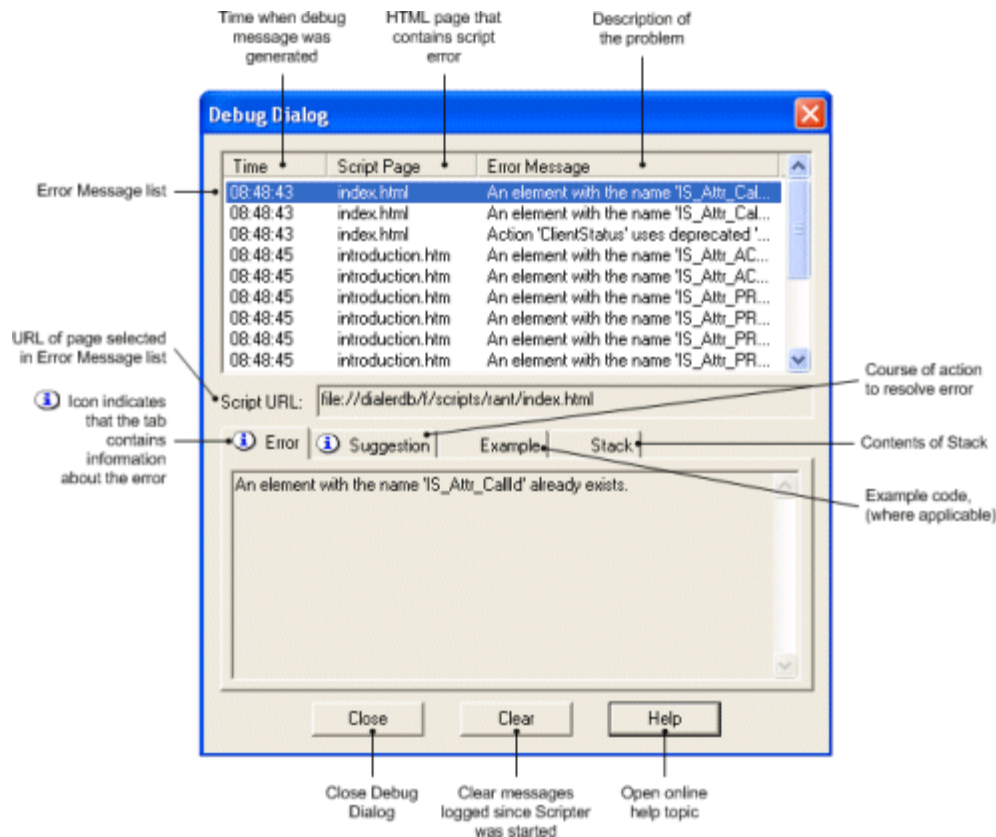 Time when debug
message was
generated
HTML page that
contains script
error
Description of
the problem
Debug Dialog
Time Script Page Error Message
Error Message list
08:48:43 index.html An element with the name 'IS_Attr_Cal...
08:48:43 index.html An element with the name 'IS_Attr_Cal...
08:48:43 index.html Action 'ClientStatus' uses deprecated '...
08:48:45 introduction.htm An element with the name 'IS_Attr_AC...
08:48:45 introduction.htm An element with the name 'IS_Attr_AC...
08:48:45 introduction.htm An element with the name 'IS_Attr_PR...
08:48:45 introduction.htm An element with the name 'IS_Attr_PR...
08:48:45 introduction.htm An element with the name 'IS_Attr_PR...
08:48:45 introduction.htm An element with the name 'IS_Attr_PR...
URL of page selected
in Error Message list
Script URL: file://dialerdb/f/scripts/rant/index.html
Course of action
to resolve error
Icon indicates
that the tab
contains
information
about the error
Error Suggestion Example Stack
Contents of Stack
An element with the name 'IS_Attr_CallId' already exists.
Example code,
(where applicable)
Close Clear Help
Close Debug
Dialog
Clear messages
logged since Scripter
was started
Open online
help topic